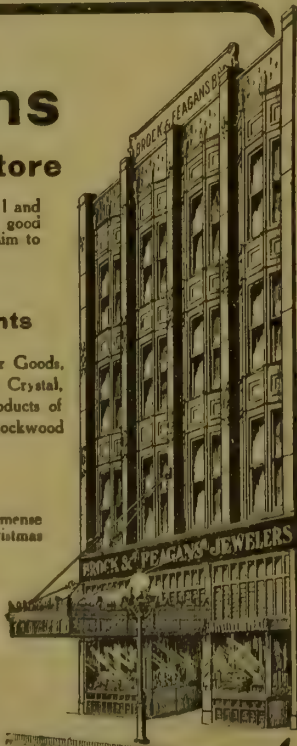 ns
tore
l and
good
aim to
nts
r Goods,
Crystal,
oducts of
ockwood
mense
istmas
BROCK & FEAGANS B
BROCK & FEAGANS JEWELERS